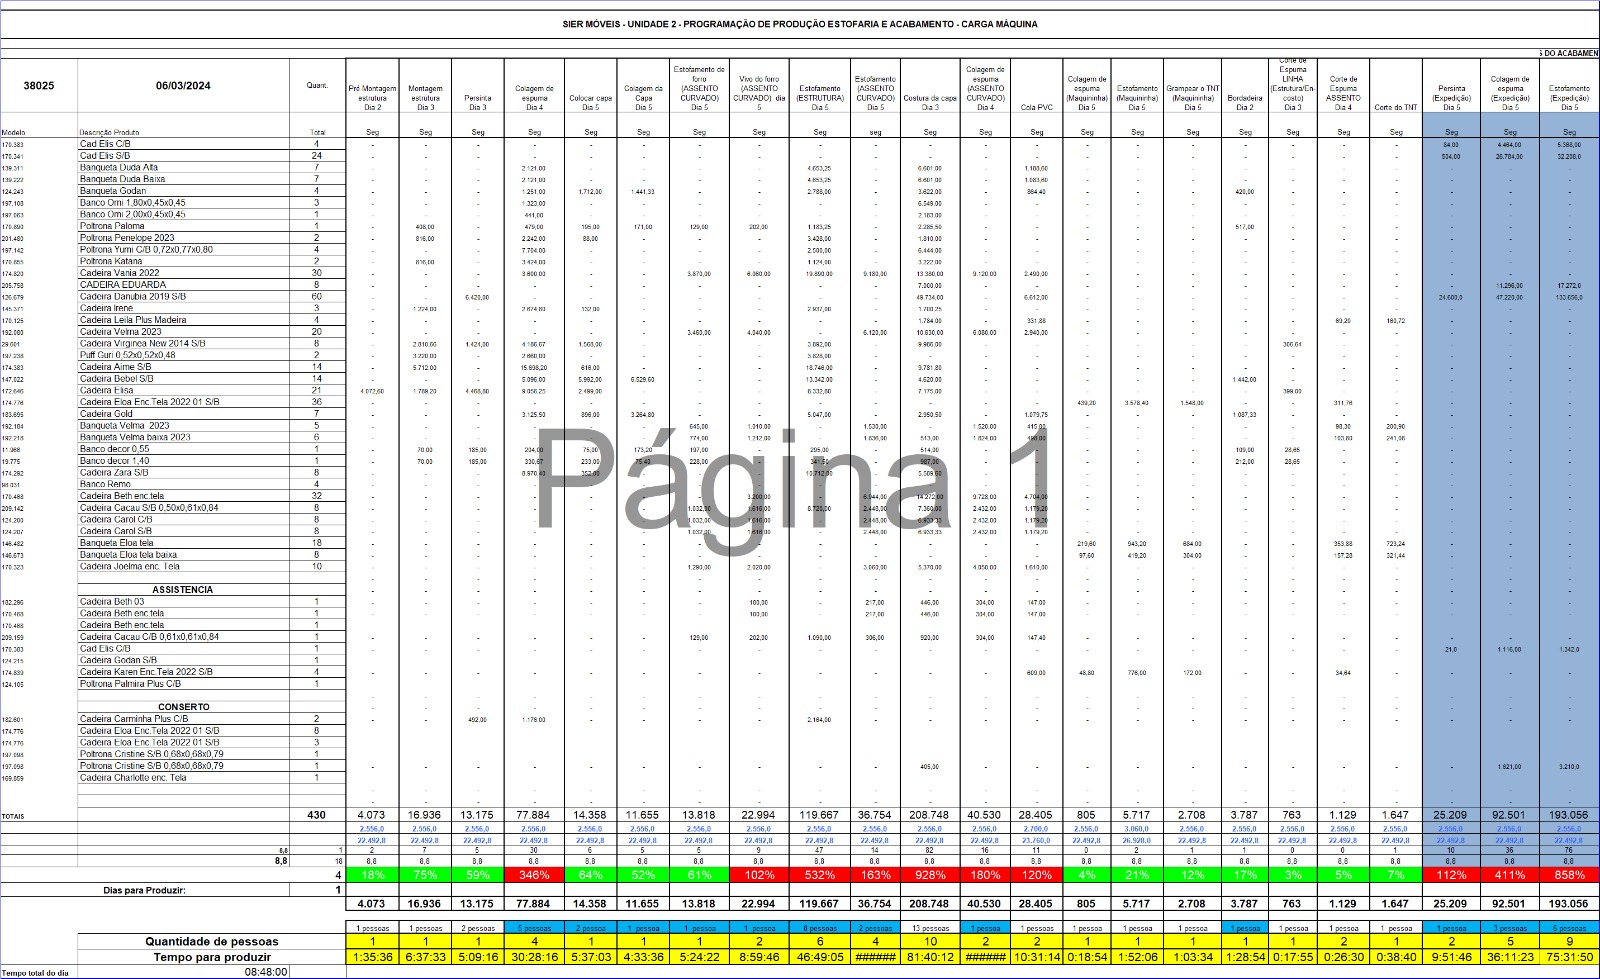 SIER MÓVEIS - UNIDADE 2 - PROGRAMAÇÃO DE PRODUÇÃO ESTOFARIA E ACABAMENTO - CARGA MÁQUINA
S DO ACABAMEN
38025 06/03/2024 Quant. Pré Montagem estrutura Dia 2 Montagem estrutura Dia 3 Persinta Dia 3 Colagem de espuma Dia 4 Colocar capa Dia 5 Colagem da Capa Dia 5 Estofamento de forro (ASSENTO CURVADO) Dia 5 Vivo do forro (ASSENTO CURVADO) dia 5 Estofamento (ESTRUTURA) Dia 5 Estofamento (ASSENTO CURVADO) Dia 5 Costura da capa Dia 3 Colagem de espuma (ASSENTO CURVADO) Dia 4 Cola PVC Colagem de espuma (Maquininha) Dia 5 Estofamento (Maquininha) Dia 5 Grampear o TNT (Maquininha) Dia 5 Bordadeira Dia 2 Corte de Espuma LINHA (Estrutura/En-costo) Dia 3 Corte de Espuma ASSENTO Dia 4 Corte do TNT Persinta (Expedição) Dia 5 Colagem de espuma (Expedição) Dia 5 Estofamento (Expedição) Dia 5
Modelo Descrição Produto Total Seg Seg Seg Seg Seg Seg Seg Seg Seg seg Seg Seg Seg Seg Seg Seg Seg Seg Seg Seg Seg Seg Seg
170.383 Cad Elis C/B 4 84,00 4.464,00 5.368,00
170.341 Cad Elis S/B 24 504,00 26.784,00 32.208,0
139.311 Banqueta Duda Alta 7 2.121,00 4.653,25 6.601,00 1.188,60
139.222 Banqueta Duda Baixa 7 2.121,00 4.653,25 6.601,00 1.083,60
124.243 Banqueta Godan 4 1.251,00 1.712,00 1.441,33 2.788,00 3.622,00 864,40 420,00
197.108 Banco Omi 1,80x0,45x0,45 3 1.323,00 6.549,00
197.063 Banco Omi 2,00x0,45x0,45 1 441,00 2.183,00
170.890 Poltrona Paloma 1 408,00 479,00 195,00 171,00 129,00 202,00 1.183,25 2.285,50 517,00
201.480 Poltrona Penelope 2023 2 816,00 2.242,00 88,00 3.428,00 1.810,00
197.142 Poltrona Yumi C/B 0,72x0,77x0,80 4 7.704,00 2.500,00 6.444,00
170.855 Poltrona Katana 2 816,00 3.424,00 1.124,00 3.222,00
174.820 Cadeira Vania 2022 30 3.600,00 3.870,00 6.060,00 19.890,00 9.180,00 13.380,00 9.120,00 2.490,00
205.758 CADEIRA EDUARDA 8 7.000,00 11.296,00 17.272,0
126.679 Cadeira Danubia 2019 S/B 60 6.420,00 49.734,00 6.612,00 24.600,0 47.220,00 133.656,0
145.371 Cadeira Irene 3 1.224,00 2.674,80 132,00 2.937,00 1.700,25
170.125 Cadeira Leila Plus Madeira 4 1.784,00 331,88 69,20 160,72
192.080 Cadeira Velma 2023 20 3.460,00 4.040,00 6.120,00 10.630,00 6.080,00 2.940,00
29.601 Cadeira Virginea New 2014 S/B 8 2.810,66 1.424,00 4.186,67 1.568,00 3.892,00 9.986,00 306,64
197.238 Puff Guri 0,52x0,52x0,48 2 3.220,00 2.660,00 3.828,00
174.383 Cadeira Aime S/B 14 5.712,00 15.698,20 616,00 18.746,00 9.781,80
147.022 Cadeira Bebel S/B 14 5.096,00 5.992,00 6.529,60 13.342,00 4.620,00 1.442,00
172.646 Cadeira Elisa 21 4.072,60 1.789,20 4.468,80 9.056,25 2.499,00 6.332,60 7.175,00 399,00
174.776 Cadeira Eloa Enc.Tela 2022 01 S/B 36 439,20 3.578,40 1.548,00 311,76
183.695 Cadeira Gold 7 3.125,50 896,00 3.264,80 5.047,00 2.950,50 1.079,75 1.087,33
192.184 Banqueta Velma 2023 5 645,00 1.010,00 1.530,00 1.520,00 415,00 98,30 200,90
192.218 Banqueta Velma baixa 2023 6 774,00 1.212,00 1.836,00 513,00 1.824,00 498,00 103,80 241,08
11.968 Banco decor 0,55 1 70,00 185,00 204,00 75,00 173,20 197,00 295,00 514,00 109,00 28,65
19.775 Banco decor 1,40 1 70,00 185,00 330,67 233,00 75,40 228,00 341,50 987,00 212,00 28,65
174.292 Cadeira Zara S/B 8 8.970,40 352,00 10.712,00 5.589,60
98.031 Banco Remo 4
170.488 Cadeira Beth enc.tela 32 3.200,00 6.944,00 14.272,00 9.728,00 4.704,00
209.142 Cadeira Cacau S/B 0,50x0,61x0,84 8 1.032,00 1.616,00 8.720,00 2.448,00 7.360,00 2.432,00 1.179,20
124.200 Cadeira Carol C/B 8 1.032,00 1.616,00 2.448,00 6.933,33 2.432,00 1.179,20
124.207 Cadeira Carol S/B 8 1.032,00 1.616,00 2.448,00 6.933,33 2.432,00 1.179,20
146.482 Banqueta Eloa tela 18 219,60 943,20 684,00 353,88 723,24
146.673 Banqueta Eloa tela baixa 8 97,60 419,20 304,00 157,28 321,44
170.323 Cadeira Joelma enc. Tela 10 1.290,00 2.020,00 3.060,00 5.370,00 4.050,00 1.610,00
Página 1
ASSISTENCIA
182.296 Cadeira Beth 03 1 100,00 217,00 446,00 304,00 147,00
170.488 Cadeira Beth enc.tela 1 100,00 217,00 446,00 304,00 147,00
170.488 Cadeira Beth enc.tela 1
209.159 Cadeira Cacau C/B 0,61x0,61x0,84 1 129,00 202,00 1.090,00 306,00 920,00 304,00 147,40
170.383 Cad Elis C/B 1 21,0 1.116,00 1.342,0
124.215 Cadeira Godan S/B 1
174.839 Cadeira Karen Enc.Tela 2022 S/B 4 609,00 48,80 776,00 172,00 34,64
124.105 Poltrona Palmira Plus C/B 1
CONSERTO
182.601 Cadeira Carminha Plus C/B 2 492,00 1.176,00 2.164,00
174.776 Cadeira Eloa Enc.Tela 2022 01 S/B 8
174.776 Cadeira Eloa Enc.Tela 2022 01 S/B 3
197.098 Poltrona Cristine S/B 0,68x0,68x0,79 1
197.098 Poltrona Cristine S/B 0,68x0,68x0,79 1 405,00 1.821,00 3.210,0
169.859 Cadeira Charlotte enc. Tela 1
TOTAIS 430 4.073 16.936 13.175 77.884 14.358 11.655 13.818 22.994 119.667 36.754 208.748 40.530 28.405 805 5.717 2.708 3.787 763 1.129 1.647 25.209 92.501 193.056
2.556,0 2.556,0 2.556,0 2.556,0 2.556,0 2.556,0 2.556,0 2.556,0 2.556,0 2.556,0 2.556,0 2.556,0 2.700,0 2.556,0 3.060,0 2.556,0 2.556,0 2.556,0 2.556,0 2.556,0 2.556,0 2.556,0 2.556,0
22.492,8 22.492,8 22.492,8 22.492,8 22.492,8 22.492,8 22.492,8 22.492,8 22.492,8 22.492,8 22.492,8 22.492,8 23.760,0 22.492,8 26.928,0 22.492,8 22.492,8 22.492,8 22.492,8 22.492,8 22.492,8 22.492,8 22.492,8
8,8 1 2 7 5 30 6 5 5 9 47 14 82 16 11 0 2 1 1 0 0 1 10 36 76
8,8 18 8,8 8,8 8,8 8,8 8,8 8,8 8,8 8,8 8,8 8,8 8,8 8,8 8,8 8,8 8,8 8,8 8,8 8,8 8,8 8,8 8,8 8,8 8,8
4 18% 75% 59% 346% 64% 52% 61% 102% 532% 163% 928% 180% 120% 4% 21% 12% 17% 3% 5% 7% 112% 411% 858%
Dias para Produzir: 1
4.073 16.936 13.175 77.884 14.358 11.655 13.818 22.994 119.667 36.754 208.748 40.530 28.405 805 5.717 2.708 3.787 763 1.129 1.647 25.209 92.501 193.056
1 pessoas 1 pessoas 2 pessoas 5 pessoas 2 pessoas 1 pessoas 1 pessoas 1 pessoas 8 pessoas 2 pessoas 13 pessoas 1 pessoa 1 pessoas 1 pessoas 1 pessoas 1 pessoas 1 pessoa 1 pessoas 1 pessoas 1 pessoas 1 pessoa 3 pessoas 6 pessoas
Quantidade de pessoas 1 1 1 4 1 1 1 2 6 4 10 2 2 1 1 1 1 1 2 1 2 5 9
Tempo para produzir 1:35:36 6:37:33 5:09:16 30:28:16 5:37:03 4:33:36 5:24:22 8:59:46 46:49:05 ###### 81:40:12 ###### 10:31:14 0:18:54 1:52:06 1:03:34 1:28:54 0:17:55 0:26:30 0:38:40 9:51:46 36:11:23 75:31:50
Tempo total do dia 08:48:00